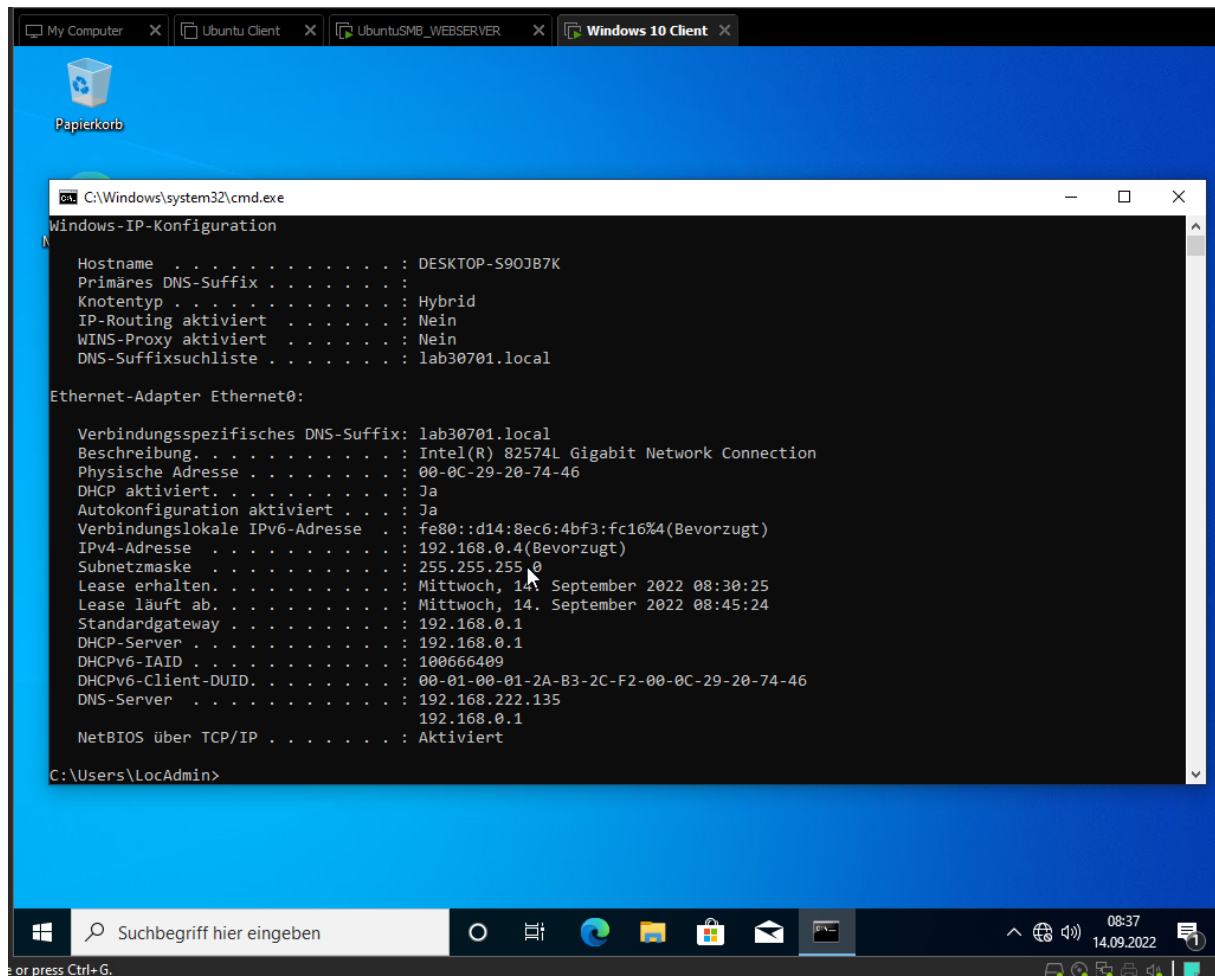 My Computer
Ubuntu Client
UbuntuSMB_WEBSERVER
Windows 10 Client
Papierkorb
C:\Windows\system32\cmd.exe
Windows-IP-Konfiguration
Hostname . . . . . . . . . . . . : DESKTOP-S9OJB7K
Primäres DNS-Suffix . . . . . . . :
Knotentyp . . . . . . . . . . . . : Hybrid
IP-Routing aktiviert . . . . . . : Nein
WINS-Proxy aktiviert . . . . . . : Nein
DNS-Suffixsuchliste . . . . . . . : lab30701.local
Ethernet-Adapter Ethernet0:
Verbindungsspezifisches DNS-Suffix: lab30701.local
Beschreibung. . . . . . . . . . . : Intel(R) 82574L Gigabit Network Connection
Physische Adresse . . . . . . . . : 00-0C-29-20-74-46
DHCP aktiviert. . . . . . . . . . : Ja
Autokonfiguration aktiviert . . . : Ja
Verbindungslokale IPv6-Adresse . : fe80::d14:8ec6:4bf3:fc16%4(Bevorzugt)
IPv4-Adresse . . . . . . . . . . : 192.168.0.4(Bevorzugt)
Subnetzmaske . . . . . . . . . . : 255.255.255.0
Lease erhalten. . . . . . . . . . : Mittwoch, 14. September 2022 08:30:25
Lease läuft ab. . . . . . . . . . : Mittwoch, 14. September 2022 08:45:24
Standardgateway . . . . . . . . . : 192.168.0.1
DHCP-Server . . . . . . . . . . . : 192.168.0.1
DHCPv6-IAID . . . . . . . . . . . : 100666409
DHCPv6-Client-DUID. . . . . . . . : 00-01-00-01-2A-B3-2C-F2-00-0C-29-20-74-46
DNS-Server . . . . . . . . . . . : 192.168.222.135
192.168.0.1
NetBIOS über TCP/IP . . . . . . . : Aktiviert
C:\Users\LocAdmin>
Suchbegriff hier eingeben
08:37
14.09.2022
1
or press Ctrl+G.